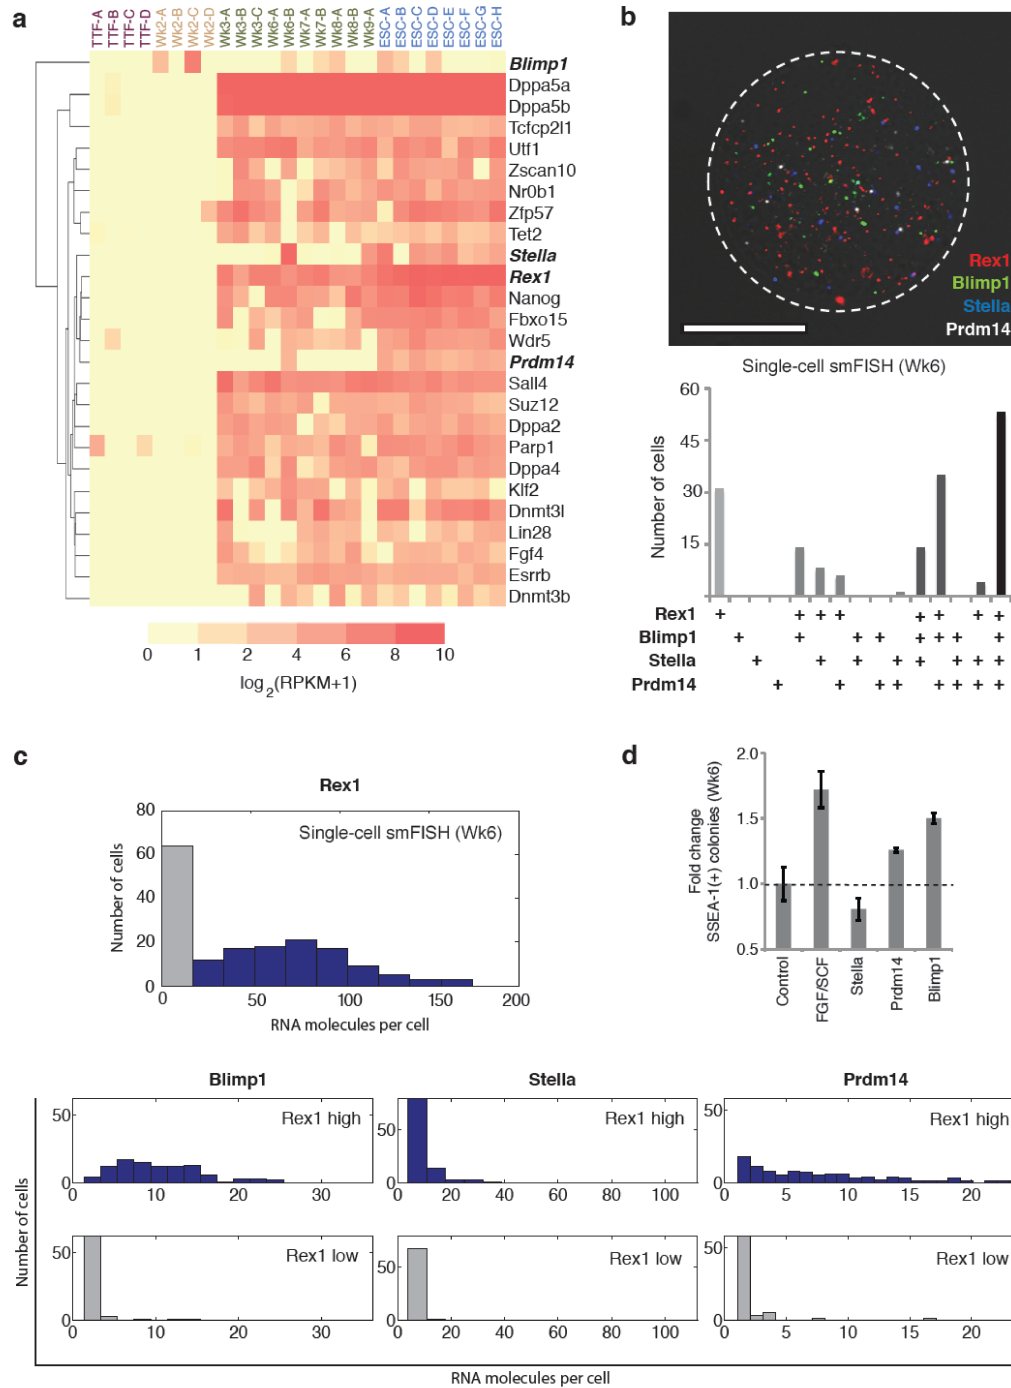 a
TTF-A TTF-B TTF-C TTF-D Wk2-A Wk2-B Wk2-C Wk2-D Wk3-A Wk3-B Wk3-C Wk6-A Wk6-B Wk7-A Wk7-B Wk8-A Wk8-B Wk9-A ESC-A ESC-B ESC-C ESC-D ESC-E ESC-F ESC-G ESC-H
Blimp1
Dppa5a
Dppa5b
Tcfcp2l1
Utf1
Zscan10
Nr0b1
Zfp57
Tet2
Stella
Rex1
Nanog
Fbxo15
Wdr5
Prdm14
Sall4
Suz12
Dppa2
Parp1
Dppa4
Klf2
Dnmt3l
Lin28
Fgf4
Esrrb
Dnmt3b
0 1 2 4 6 8 10
log2(RPKM+1)
b
Rex1
Blimp1
Stella
Prdm14
Single-cell smFISH (Wk6)
Number of cells
60
45
30
15
Rex1 + + + + + + + +
Blimp1 + + + + + + + +
Stella + + + + + + + +
Prdm14 + + + + + + + +
c
Rex1
Single-cell smFISH (Wk6)
Number of cells
80
60
40
20
0
0 50 100 150 200
RNA molecules per cell
d
Fold change
SSEA-1(+) colonies (Wk6)
2.0
1.5
1.0
0.5
Control
FGF/SCF
Stella
Prdm14
Blimp1
Number of cells
Blimp1
Rex1 high
50
0
0 10 20 30
Rex1 low
50
0
0 10 20 30
Stella
Rex1 high
50
0
0 20 40 60 80 100
Rex1 low
50
0
0 20 40 60 80 100
Prdm14
Rex1 high
50
0
0 5 10 15 20
Rex1 low
50
0
0 5 10 15 20
RNA molecules per cell